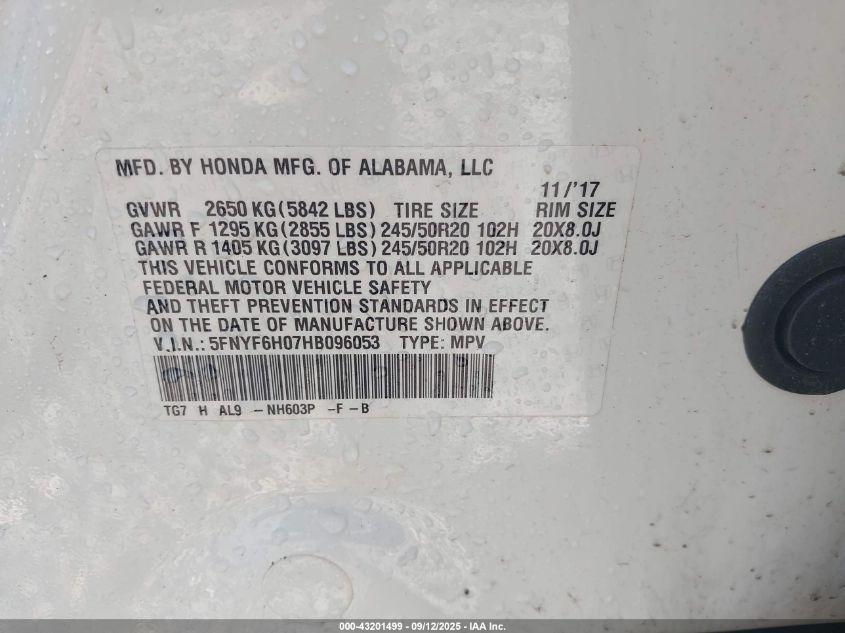 MFD. BY HONDA MFG. OF ALABAMA, LLC
11/'17
GVWR 2650 KG(5842 LBS) TIRE SIZE RIM SIZE
GAWR F 1295 KG(2855 LBS)245/50R20 102H 20X8.0J
GAWR R 1405 KG(3097 LBS)245/50R20 102H 20X8.0J
THIS VEHICLE CONFORMS TO ALL APPLICABLE
FEDERAL MOTOR VEHICLE SAFETY
AND THEFT PREVENTION STANDARDS IN EFFECT
ON THE DATE OF MANUFACTURE SHOWN ABOVE.
V.I.N.: 5FNYF6H07HB096053 TYPE: MPV
TG7 H AL9 -NH603P -F-B
000-43201499 - 09/12/2025 - IAA Inc.